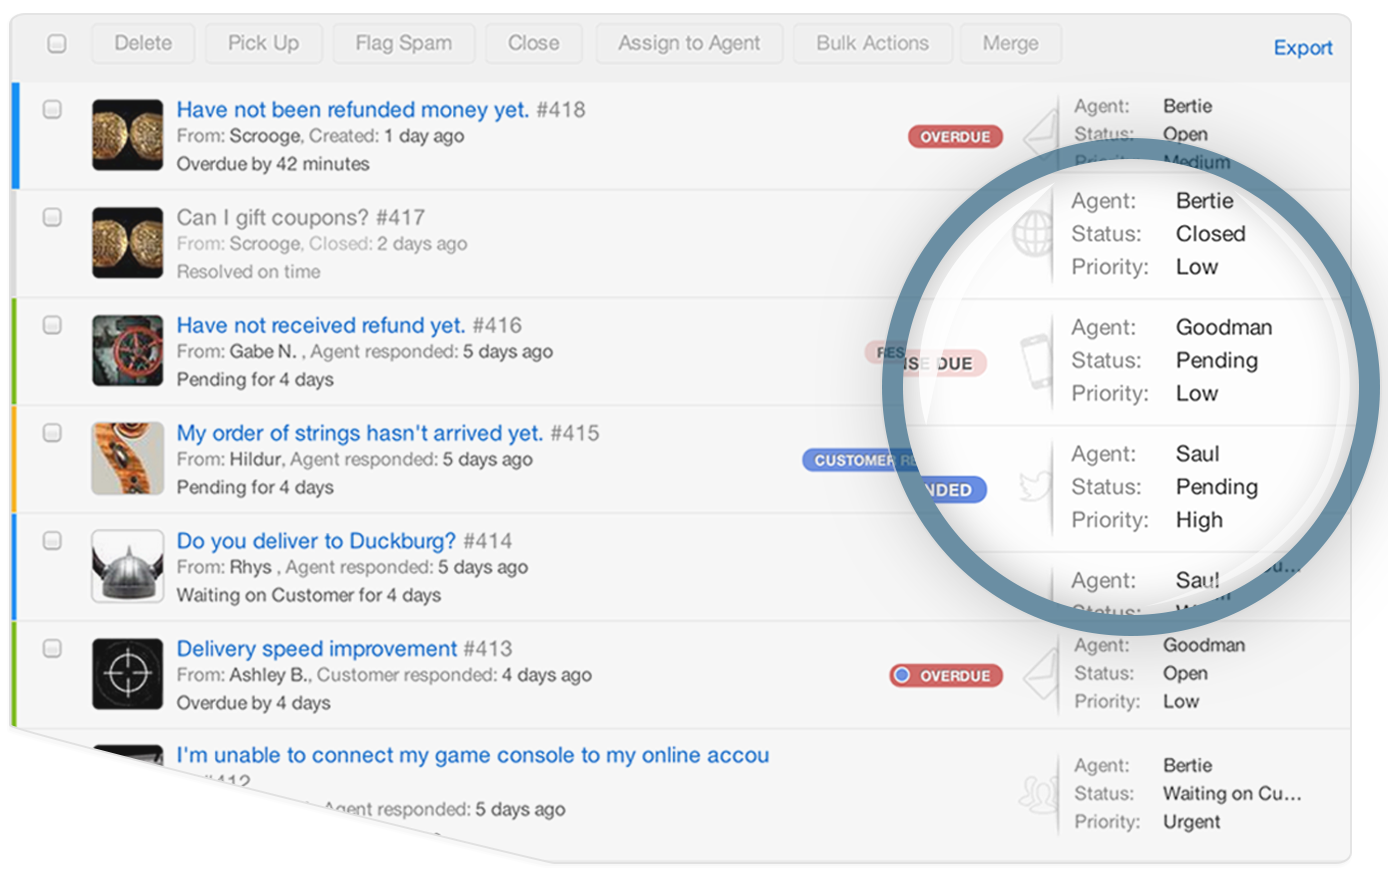 Delete Pick Up Flag Spam Close Assign to Agent Bulk Actions Merge Export
Have not been refunded money yet. #418
From: Scrooge, Created: 1 day ago
Overdue by 42 minutes
OVERDUE
Agent: Bertie
Status: Open
Priority: Medium
Can I gift coupons? #417
From: Scrooge, Closed: 2 days ago
Resolved on time
Agent: Bertie
Status: Closed
Priority: Low
Have not received refund yet. #416
From: Gabe N. , Agent responded: 5 days ago
Pending for 4 days
RES
NSE DUE
Agent: Goodman
Status: Pending
Priority: Low
My order of strings hasn't arrived yet. #415
From: Hildur, Agent responded: 5 days ago
Pending for 4 days
CUSTOMER RE
NDED
Agent: Saul
Status: Pending
Priority: High
Do you deliver to Duckburg? #414
From: Rhys , Agent responded: 5 days ago
Waiting on Customer for 4 days
Agent: Saul
Status:
Delivery speed improvement #413
From: Ashley B., Customer responded: 4 days ago
Overdue by 4 days
OVERDUE
Agent: Goodman
Status: Open
Priority: Low
I'm unable to connect my game console to my online accou
#412
Agent responded: 5 days ago
Agent: Bertie
Status: Waiting on Cu...
Priority: Urgent